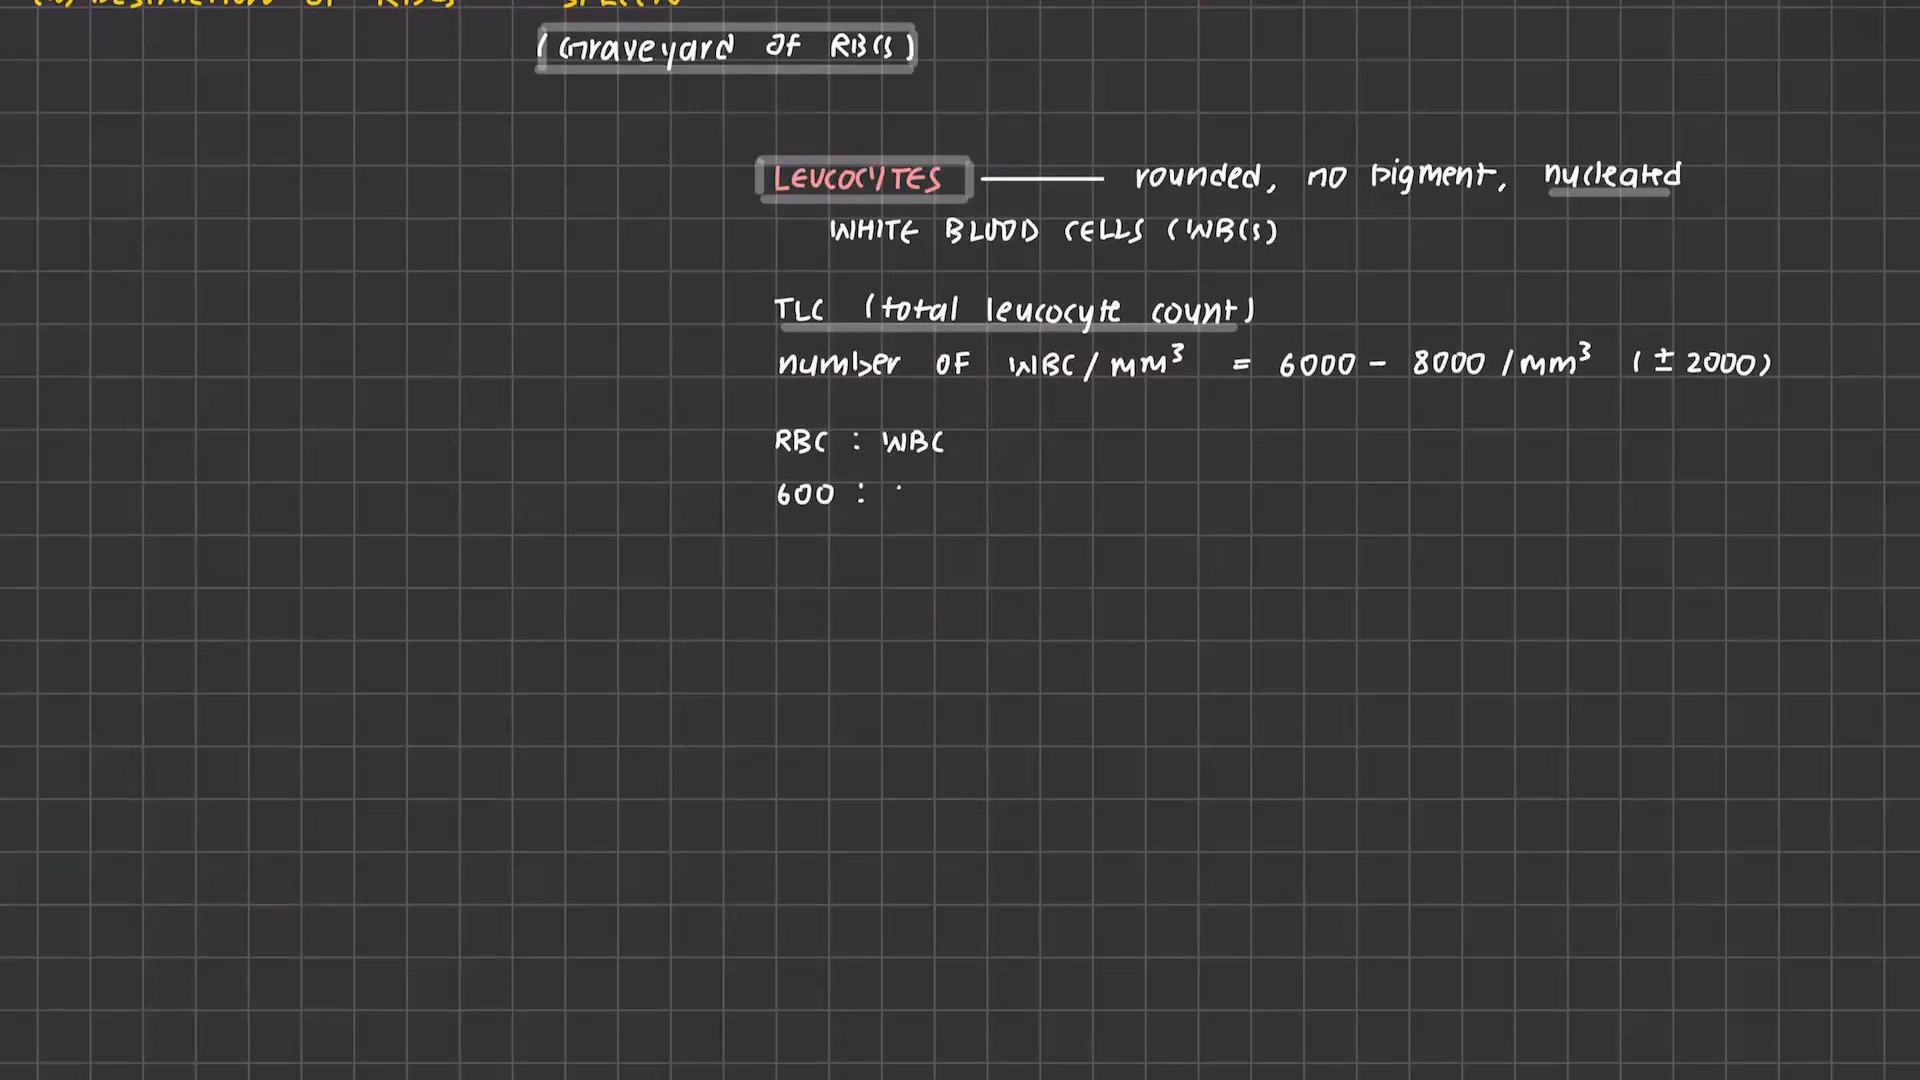 (Graveyard of RBCs)
LEUCOCYTES — rounded, no pigment, nucleated
WHITE BLOOD CELLS (WBCs)
TLC (total leucocyte count)
number of WBC/mm³ = 6000 - 8000 /mm³ (± 2000)
RBC : WBC
600 :